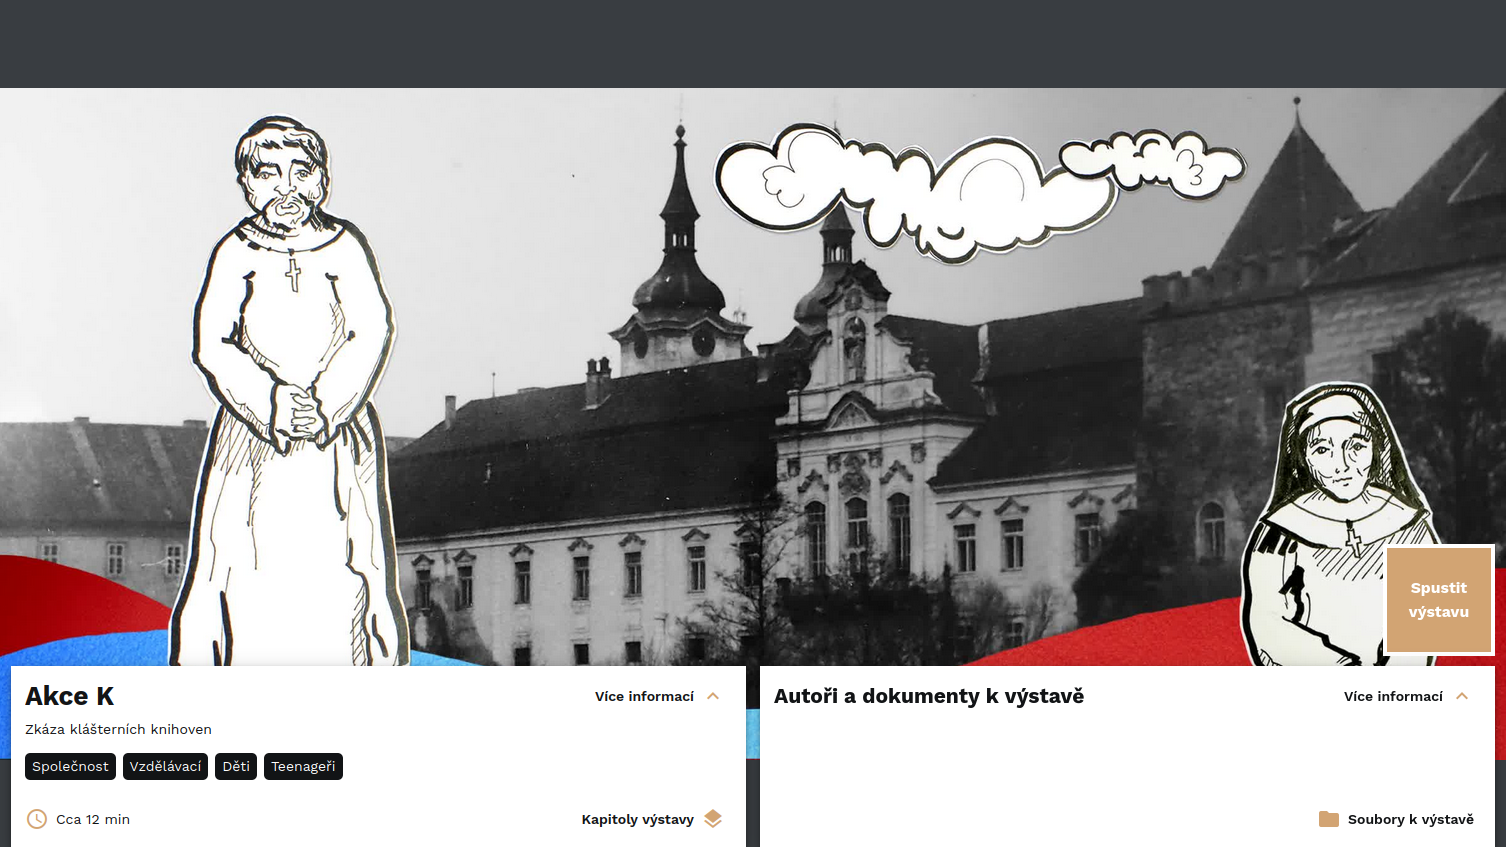 Spustit
výstavu
Akce K
Více informací
Zkáza klášterních knihoven
Společnost
Vzdělávací
Děti
Teenageři
Cca 12 min
Kapitoly výstavy
Autoři a dokumenty k výstavě
Více informací
Soubory k výstavě